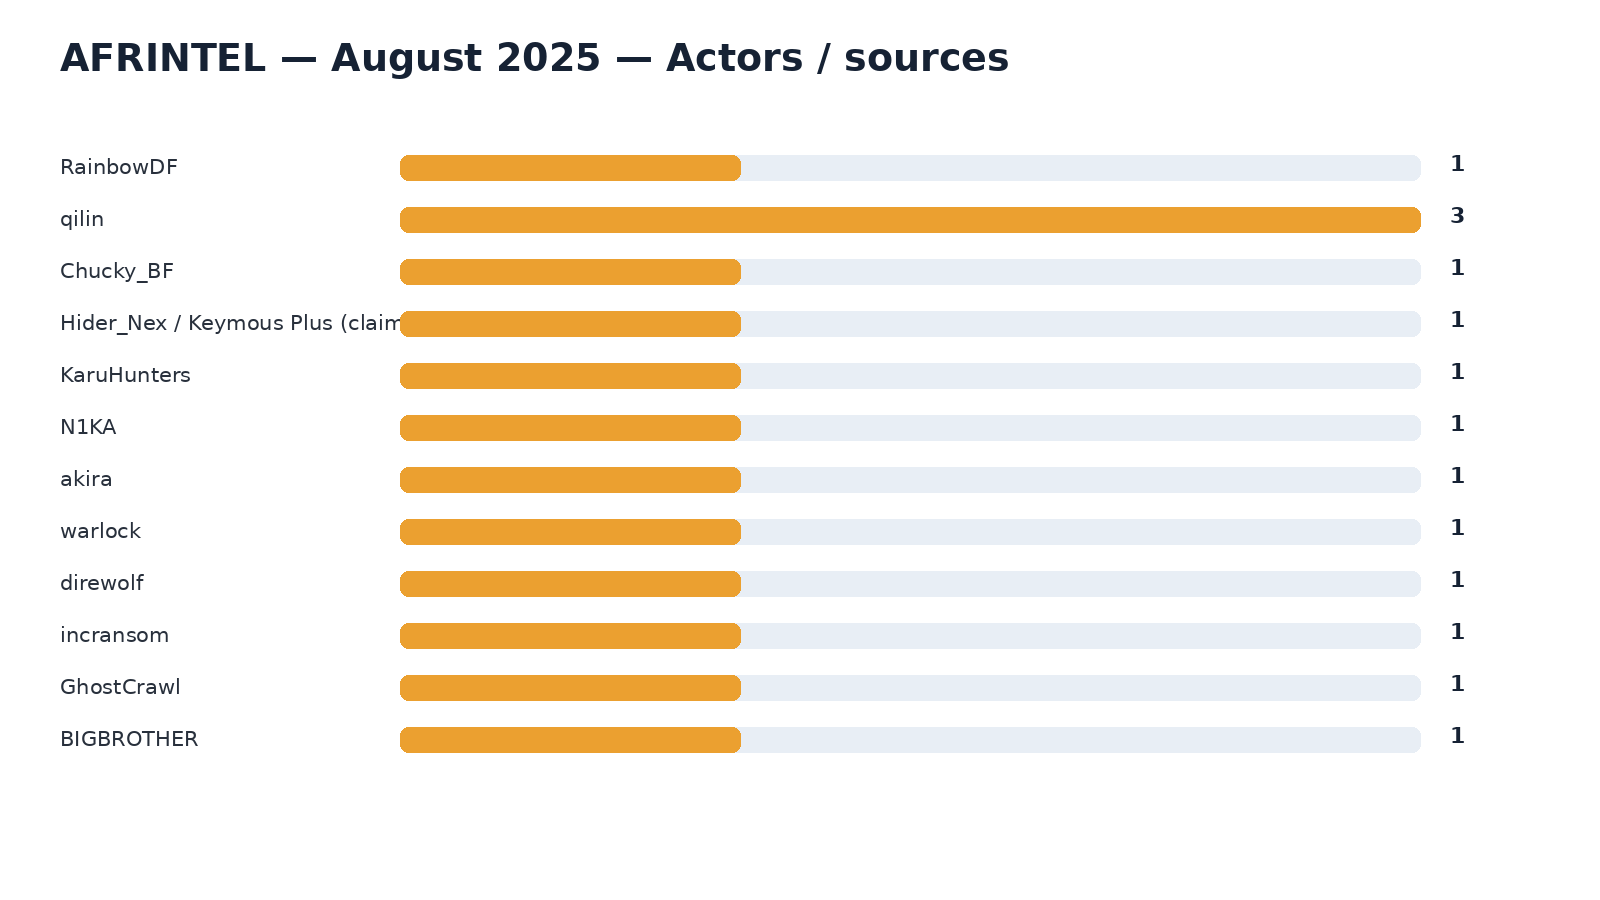 AFRINTEL — August 2025 — Actors / sources
RainbowDF 1
qilin 3
Chucky_BF 1
Hider_Nex / Keymous Plus (claim 1
KaruHunters 1
N1KA 1
akira 1
warlock 1
direwolf 1
incransom 1
GhostCrawl 1
BIGBROTHER 1